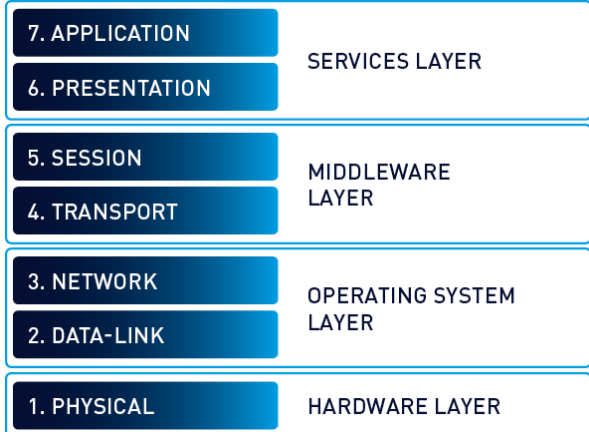 7. APPLICATION
6. PRESENTATION
SERVICES LAYER
5. SESSION
4. TRANSPORT
MIDDLEWARE
LAYER
3. NETWORK
2. DATA-LINK
OPERATING SYSTEM
LAYER
1. PHYSICAL
HARDWARE LAYER